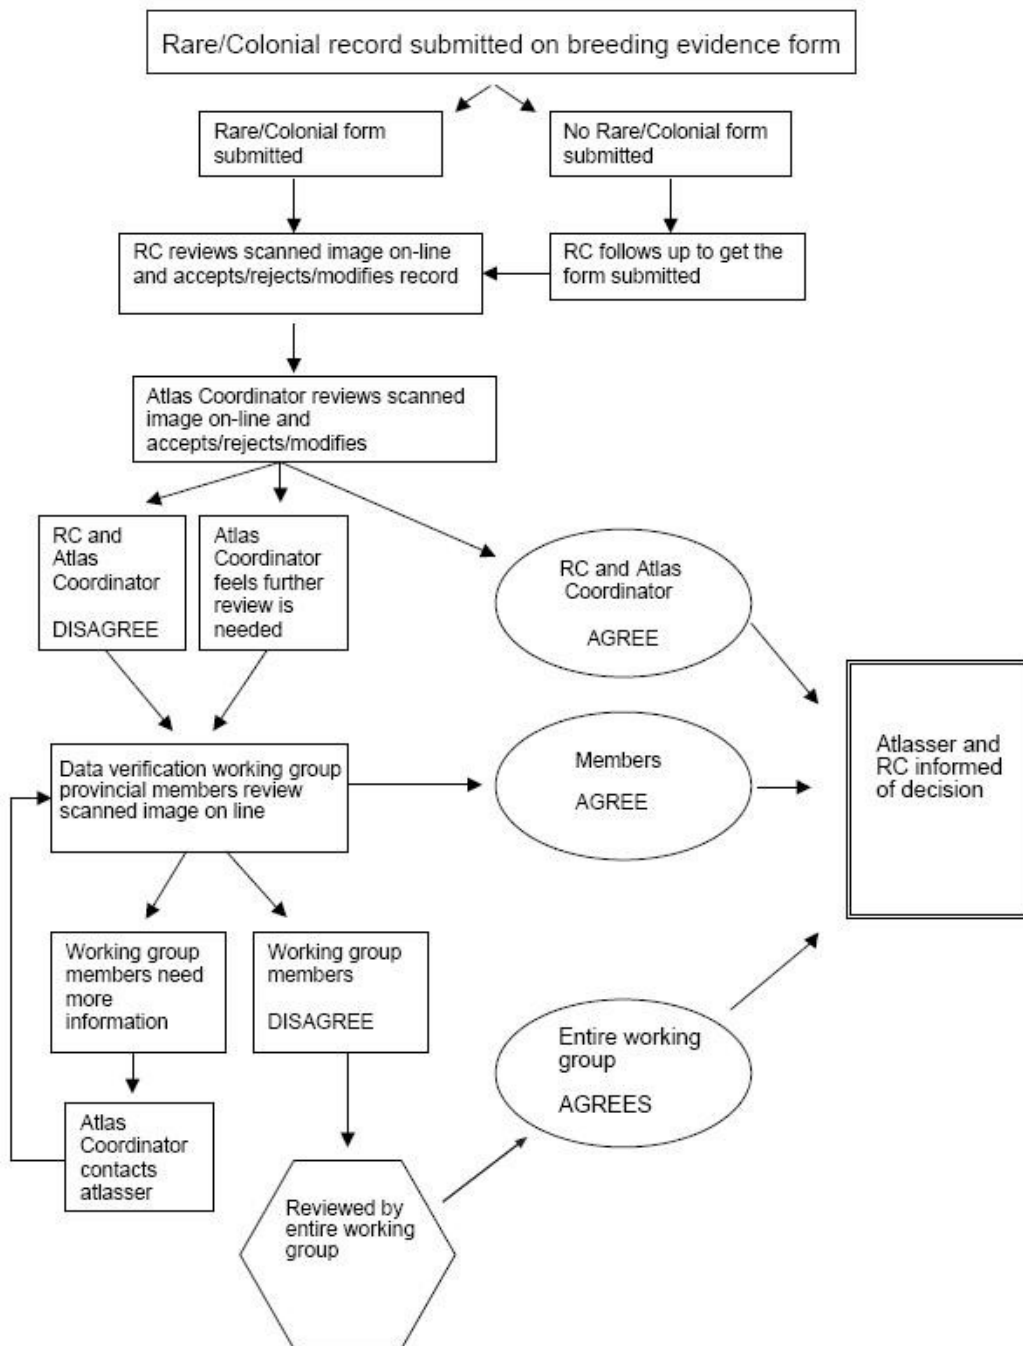 Rare/Colonial record submitted on breeding evidence form
Rare/Colonial form
submitted
No Rare/Colonial form
submitted
RC reviews scanned image on-line
and accepts/rejects/modifies record
RC follows up to get the
form submitted
Atlas Coordinator reviews scanned
image on-line and
accepts/rejects/modifies
RC and
Atlas
Coordinator
DISAGREE
Atlas
Coordinator
feels further
review is
needed
RC and Atlas
Coordinator
AGREE
Data verification working group
provincial members review
scanned image on line
Members
AGREE
Atlasser and
RC informed
of decision
Working group
members need
more
information
Working group
members
DISAGREE
Entire working
group
AGREES
Atlas
Coordinator
contacts
atlasser
Reviewed by
entire working
group